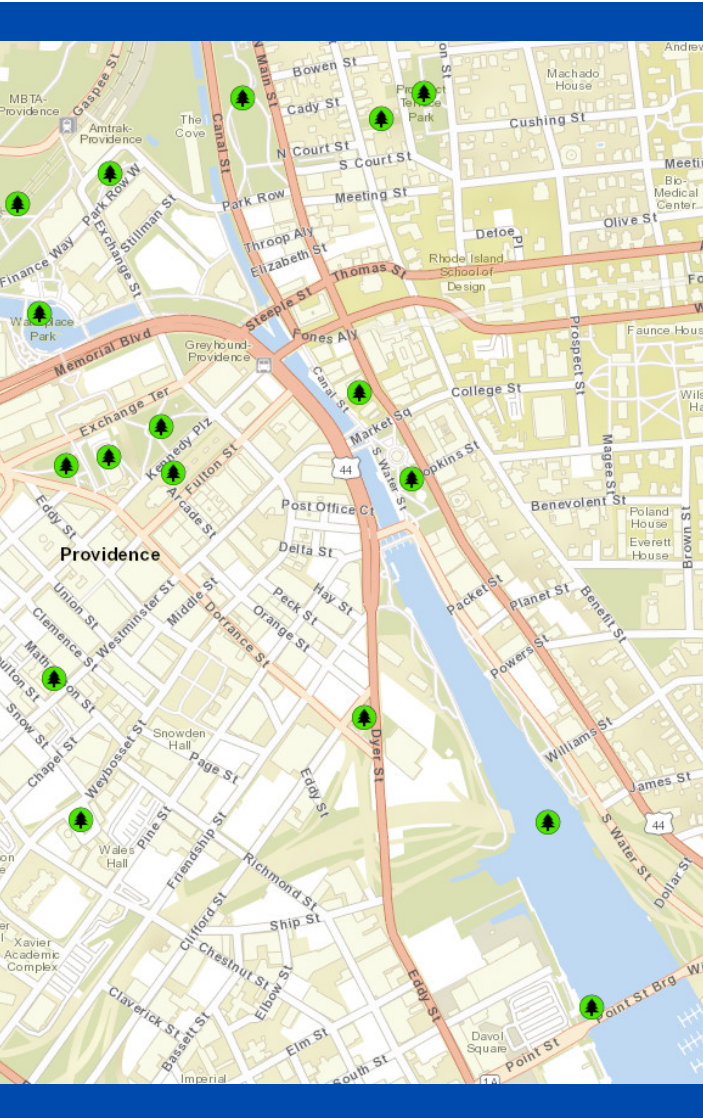 Bowen St
N Main St
Gaspee St
Andrew
Machado
House
MBTA-
Providence
Amtrak-
Providence
The
Cove
Canal St
Cady St
Terrace
Park
Cushing St
N Court St
S Court St
Meeting St
Bio-
Medical
Center
Park Row W
Park Row
Stillman St
Exchange St
Finance Way
Throop Aly
Elizabeth St
Defoe Pl
Olive St
Rhode Island
School of
Design
Thomas St
Steeple St
Fones Aly
Park
Memorial Blvd
Greyhound-
Providence
Prospect St
Faunce Hous
Canal St
College St
Exchange Ter
Market Sq
Kennedy Plz
Fulton St
S Water St
Magee St
44
Arcade St
Benevolent St
Poland
House
Everett
House
Brown St
Eddy St
Post Office Ct
Delta St
Providence
Union St
Westminster St
Middle St
Clemence St
Dorrance St
Peck St
Hay St
Orange St
Packet St
Planet St
Benefit St
Powers St
Snow St
Chapel St
Weybosset St
Snowden
Hall
Page St
Eddy St
Dyer St
Williams St
James St
44
S Water St
Dollar St
Wales
Hall
Pine St
Friendship St
Richmond St
Clifford St
Ship St
Xavier
Academic
Complex
Chestnut St
Elbow St
Claverick St
Bassett St
Elm St
South St
Eddy St
Davol
Square
Point St
Point St Brg
1A
Imperial